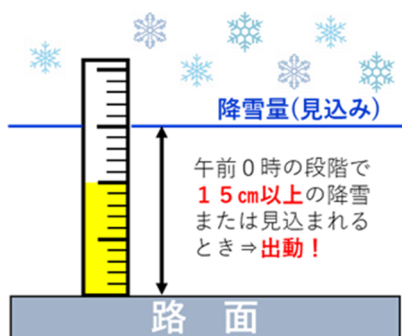 降雪量(見込み)
午前０時の段階で
１５㎝以上の降雪
または見込まれる
とき⇒出動！
路　面